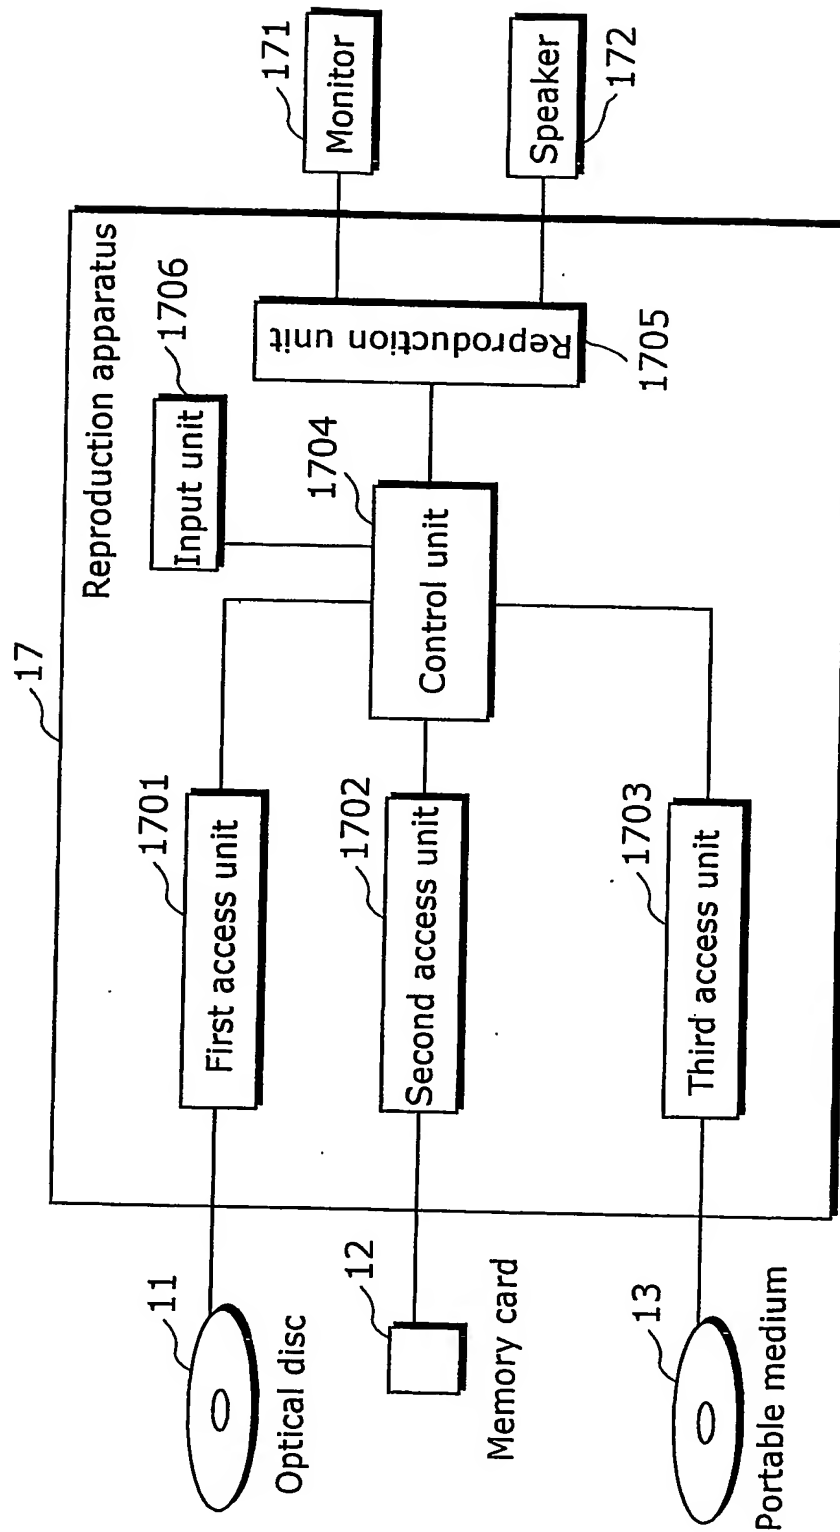 17
Reproduction apparatus
11
Optical disc
1701
First access unit
Input unit
1706
171
Monitor
12
Memory card
1702
Second access unit
1704
Control unit
Reproduction unit
1705
Speaker
172
13
Portable medium
1703
Third access unit